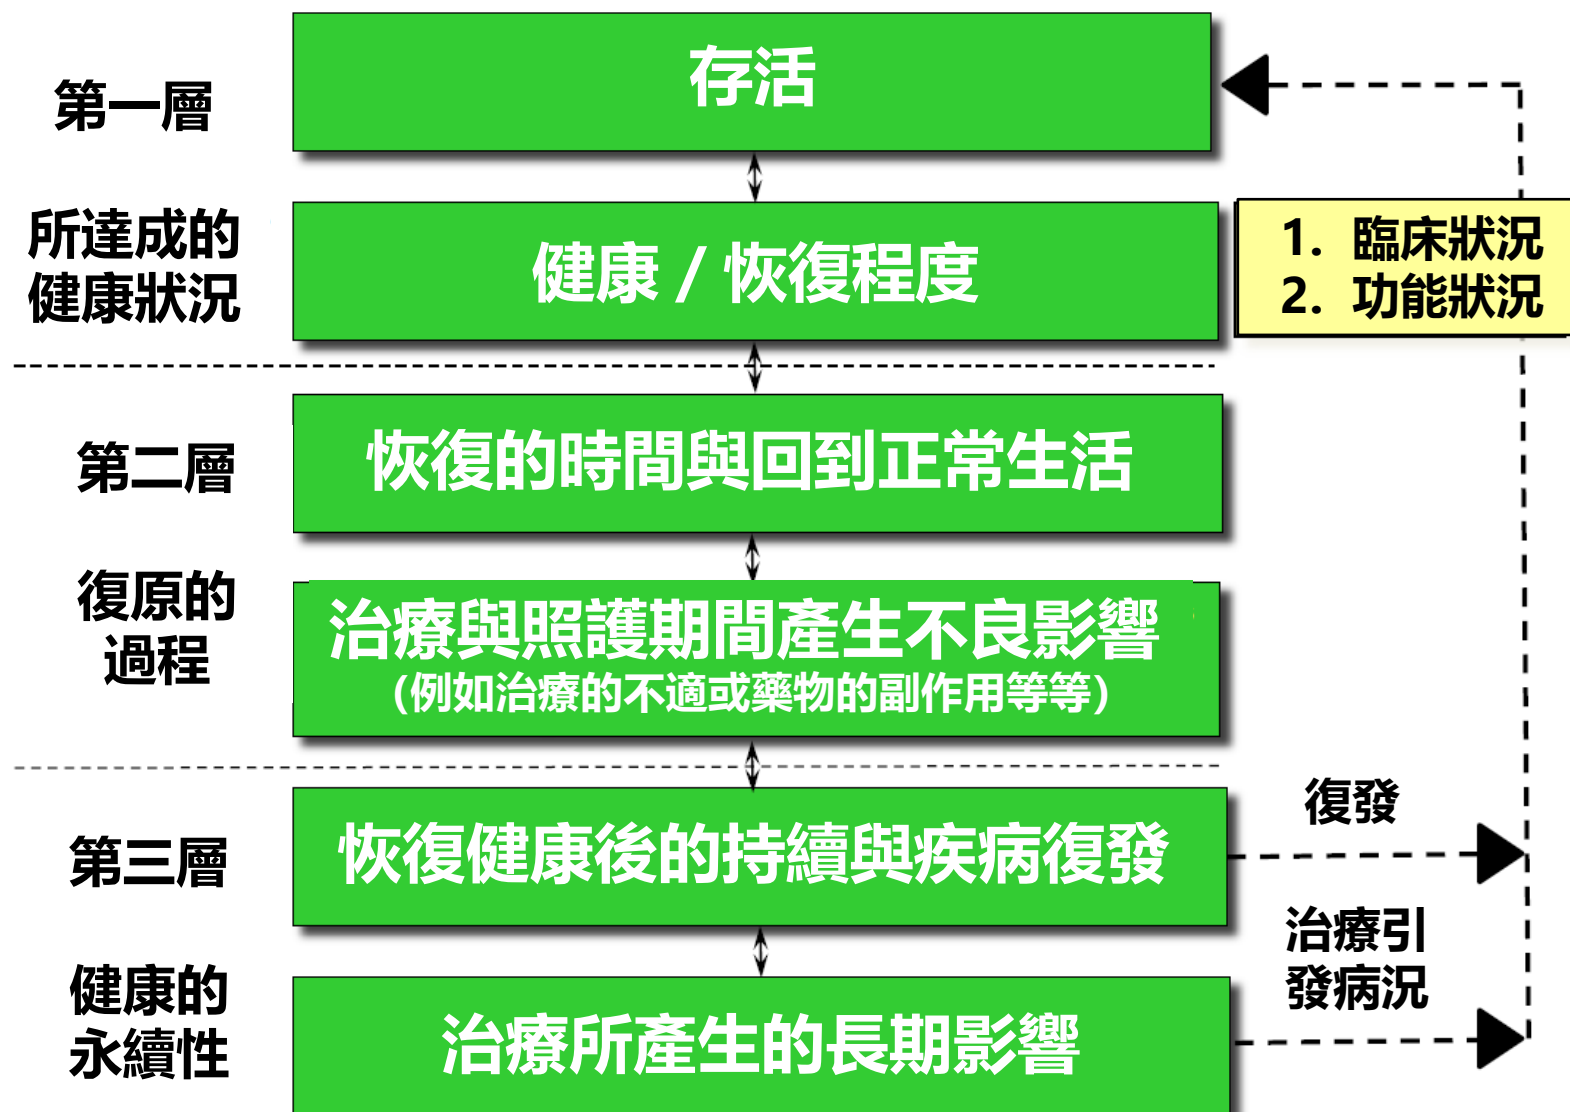 第一層
存活
所達成的
健康狀況
健康 / 恢復程度
1. 臨床狀況
2. 功能狀況
第二層
恢復的時間與回到正常生活
復原的
過程
治療與照護期間產生不良影響
(例如治療的不適或藥物的副作用等等)
第三層
恢復健康後的持續與疾病復發
復發
健康的
永續性
治療所產生的長期影響
治療引
發病況